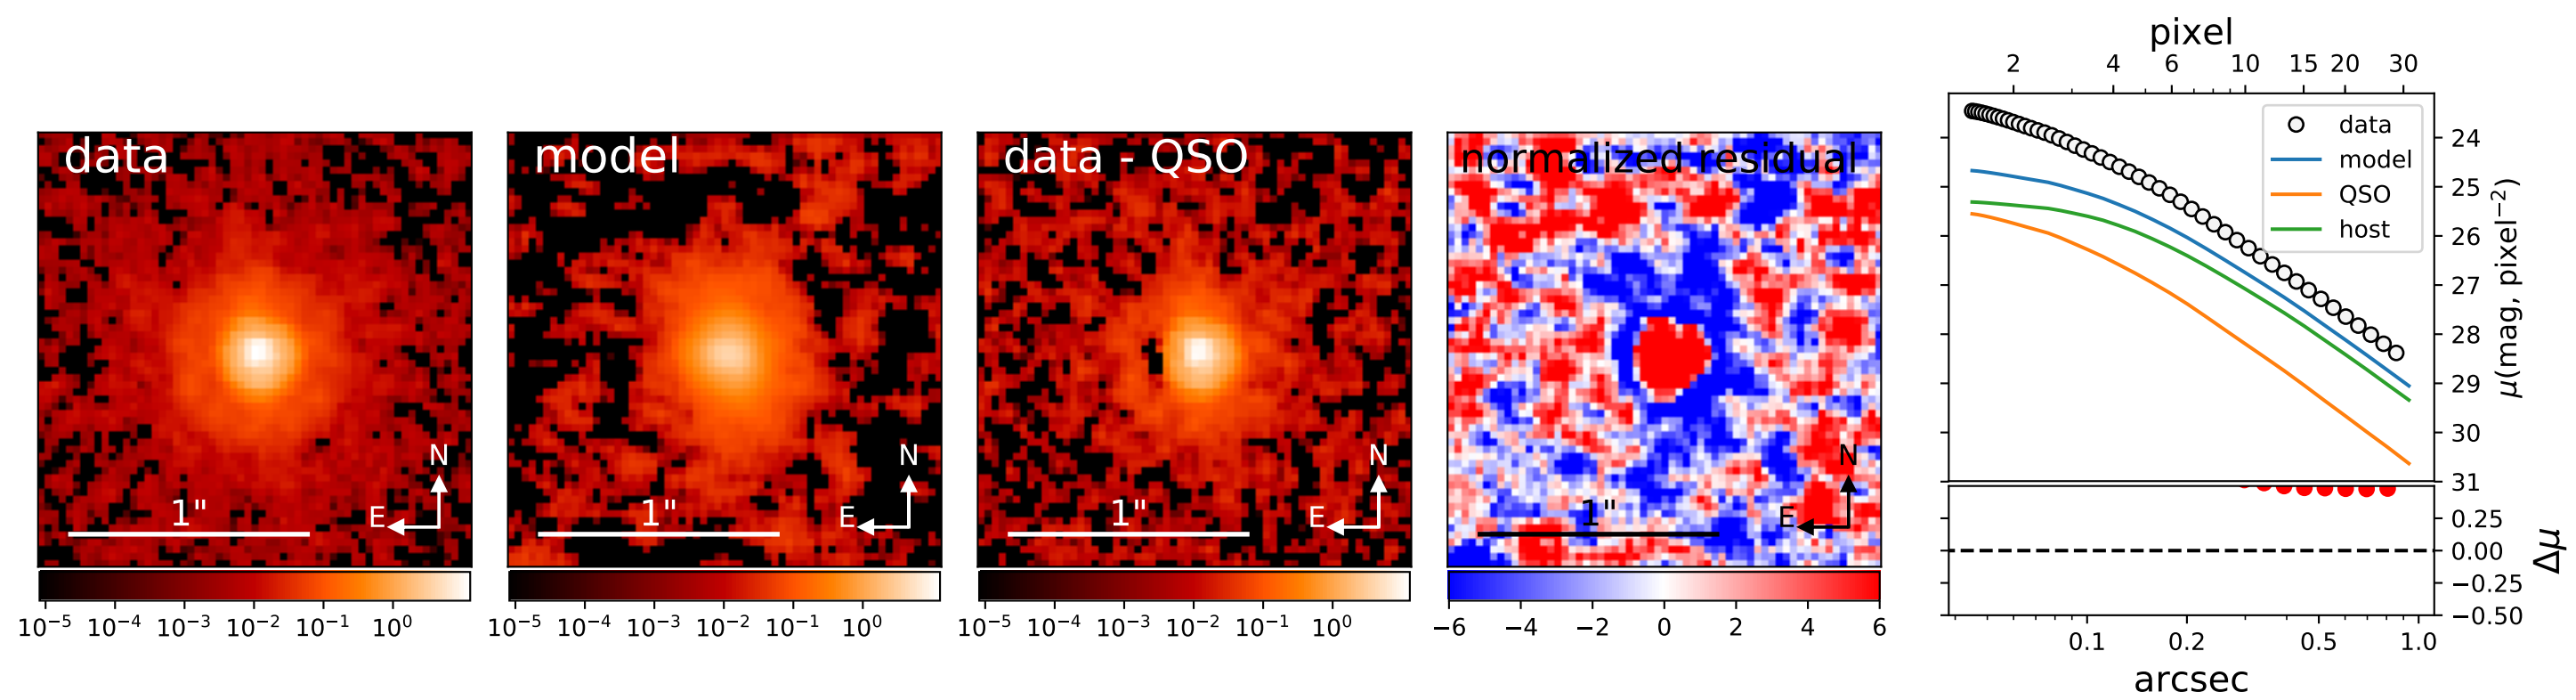 data
N
E
1"
10⁻⁵ 10⁻⁴ 10⁻³ 10⁻² 10⁻¹ 10⁰
model
N
E
1"
10⁻⁵ 10⁻⁴ 10⁻³ 10⁻² 10⁻¹ 10⁰
data - QSO
N
E
1"
10⁻⁵ 10⁻⁴ 10⁻³ 10⁻² 10⁻¹ 10⁰
normalized residual
N
E
1"
−6 −4 −2 0 2 4 6
pixel
2 4 6 10 15 20 30
data
model
QSO
host
24
25
26
27
28
29
30
31
μ(mag, pixel⁻²)
0.25
0.00
−0.25
−0.50
Δμ
0.1 0.2 0.5 1.0
arcsec